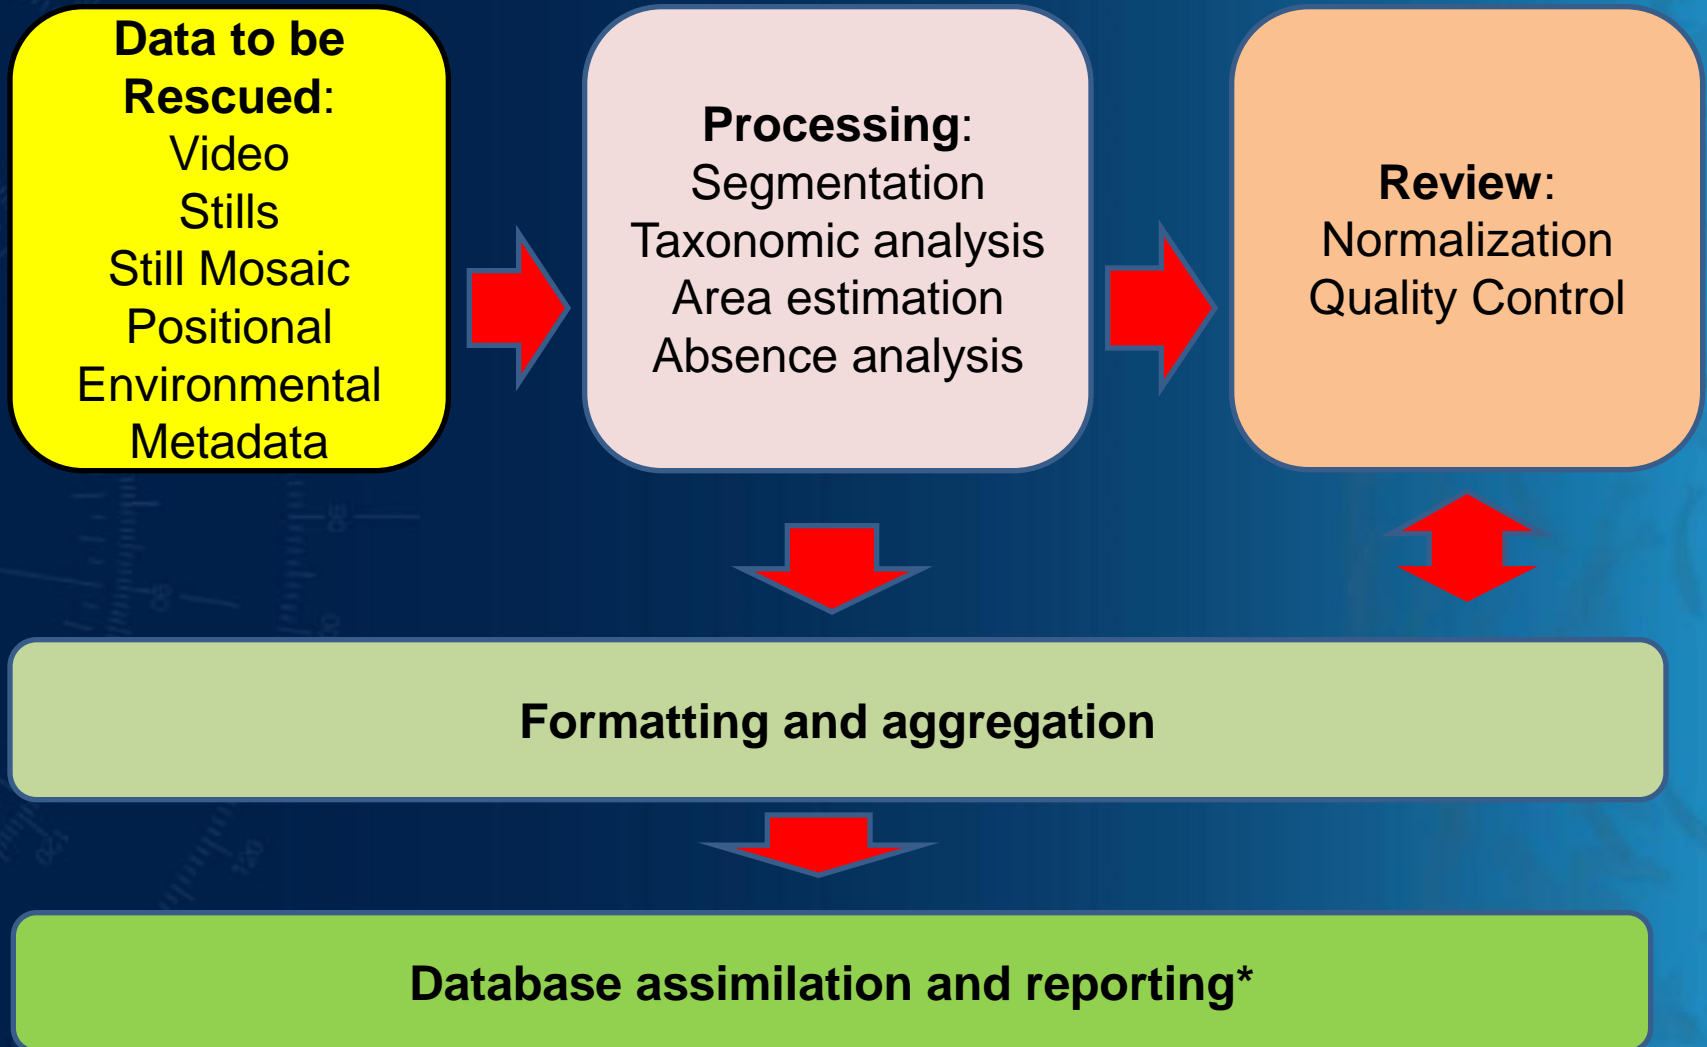 Data to be
Rescued:
Video
Stills
Still Mosaic
Positional
Environmental
Metadata
Processing:
Segmentation
Taxonomic analysis
Area estimation
Absence analysis
Review:
Normalization
Quality Control
Formatting and aggregation
Database assimilation and reporting*